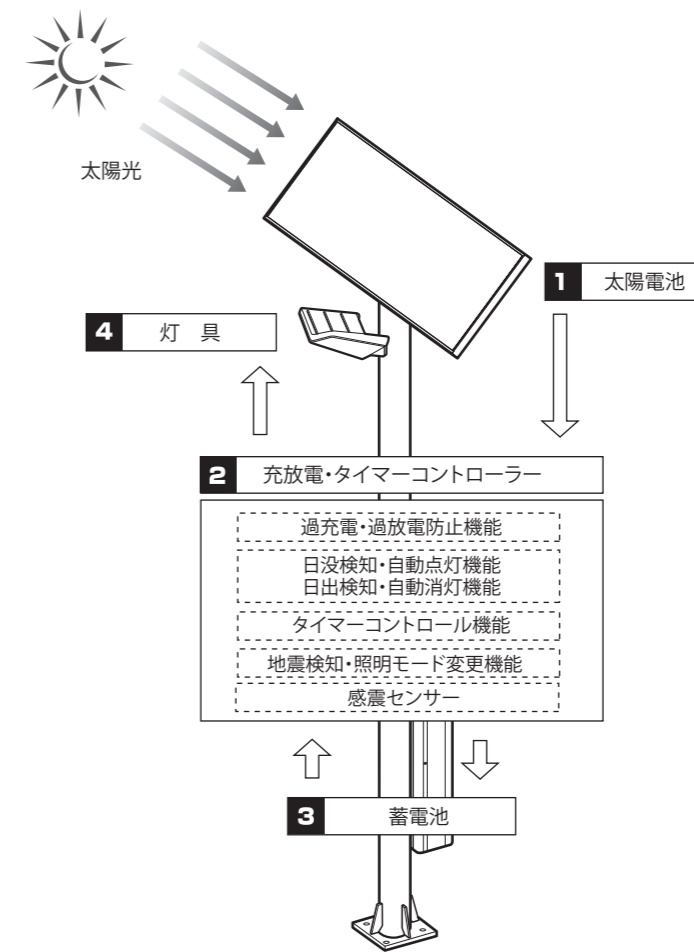 太陽光
1 太陽電池
4 灯 具
2 充放電・タイマーコントローラー
過充電・過放電防止機能
日没検知・自動点灯機能
日出検知・自動消灯機能
タイマーコントロール機能
地震検知・照明モード変更機能
感震センサー
3 蓄電池